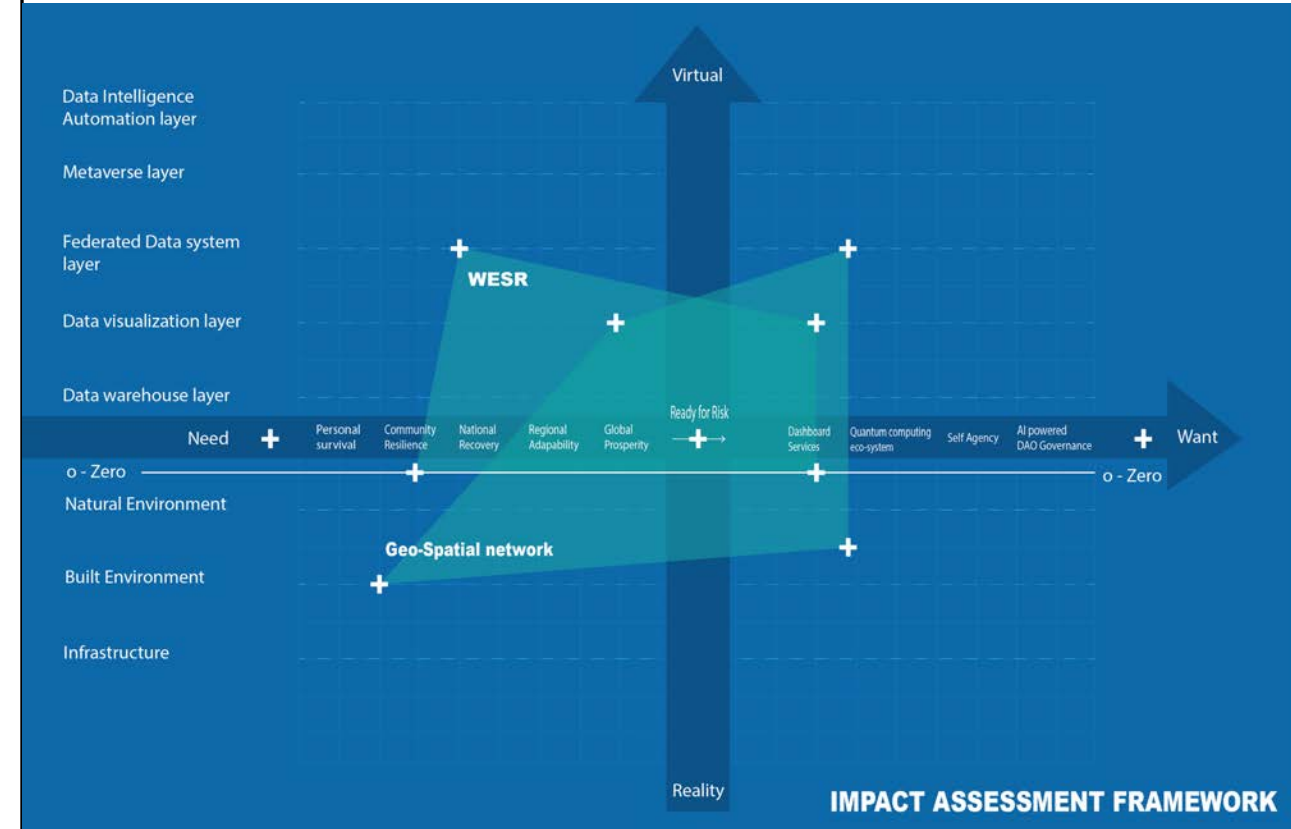 Virtual
Data Intelligence
Automation layer
Metaverse layer
Federated Data system
layer
WESR
Data visualization layer
Data warehouse layer
Ready for Risk
Need
Personal
survival
Community
Resilience
National
Recovery
Regional
Adapability
Global
Prosperity
Dashboard
Services
Quantum computing
eco-system
Self Agency
AI powered
DAO Governance
Want
o - Zero
o - Zero
Natural Environment
Geo-Spatial network
Built Environment
Infrastructure
Reality
IMPACT ASSESSMENT FRAMEWORK